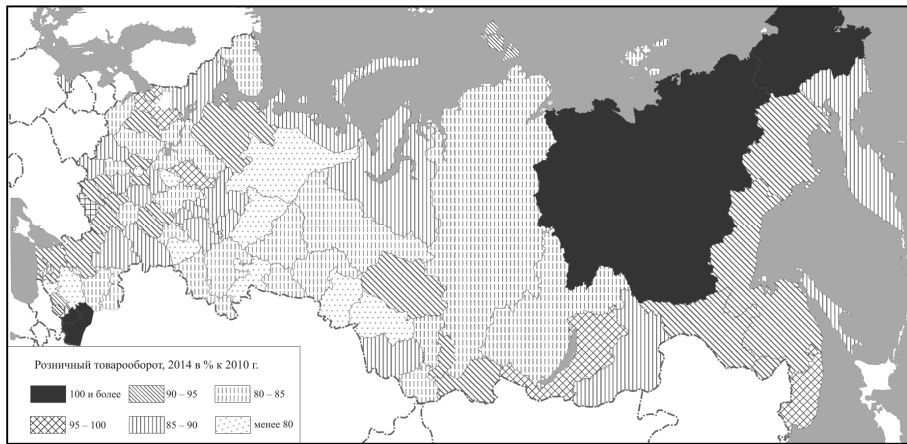 Розничный товарооборот, 2014 в % к 2010 г.
100 и более
90 – 95
80 – 85
95 – 100
85 – 90
менее 80